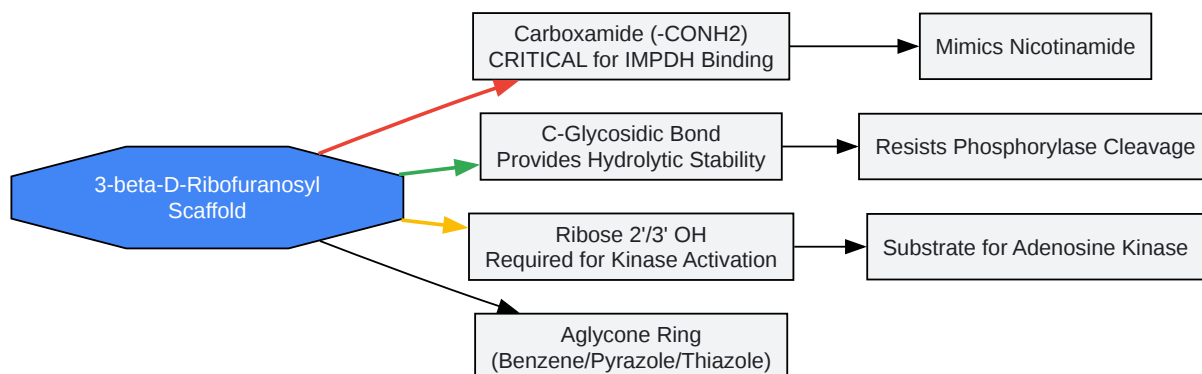 Carboxamide (-CONH2)
CRITICAL for IMPDH Binding
Mimics Nicotinamide
C-Glycosidic Bond
Provides Hydrolytic Stability
Resists Phosphorylase Cleavage
3-beta-D-Ribofuranosyl
Scaffold
Ribose 2'/3' OH
Required for Kinase Activation
Substrate for Adenosine Kinase
Aglycone Ring
(Benzene/Pyrazole/Thiazole)